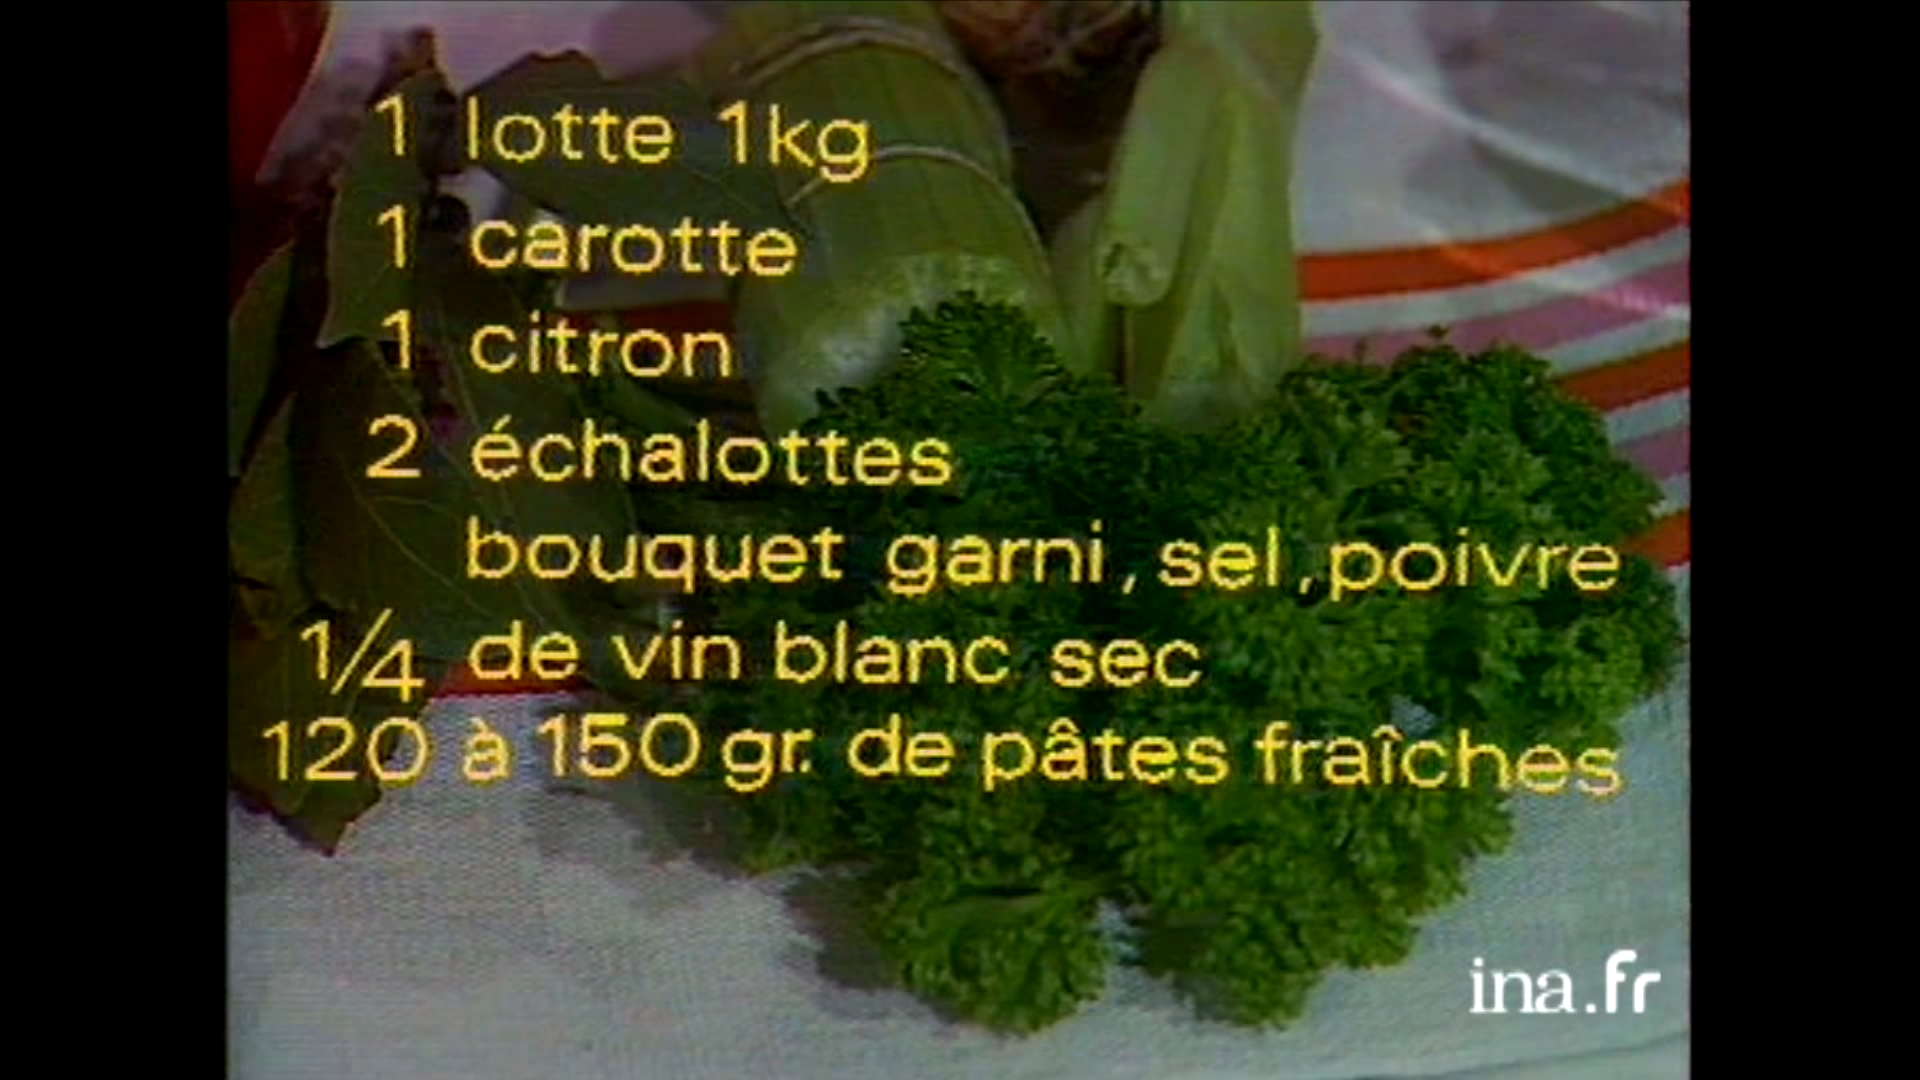 1 lotte 1kg
1 carotte
1 citron
2 échalottes
bouquet garni, sel, poivre
1/4 de vin blanc sec
120 à 150 gr. de pâtes fraîches
ina.fr